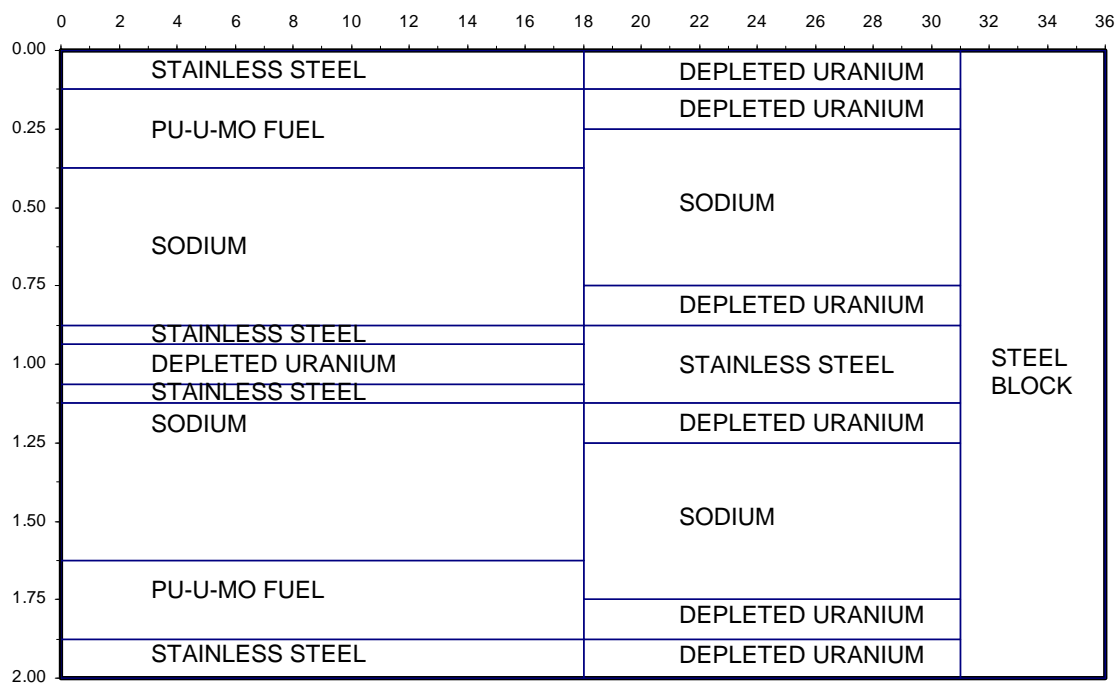 0 2 4 6 8 10 12 14 16 18 20 22 24 26 28 30 32 34 36
0.00
0.25
0.50
0.75
1.00
1.25
1.50
1.75
2.00
STAINLESS STEEL
PU-U-MO FUEL
SODIUM
STAINLESS STEEL
DEPLETED URANIUM
STAINLESS STEEL
SODIUM
PU-U-MO FUEL
STAINLESS STEEL
DEPLETED URANIUM
DEPLETED URANIUM
SODIUM
DEPLETED URANIUM
STAINLESS STEEL
DEPLETED URANIUM
SODIUM
DEPLETED URANIUM
DEPLETED URANIUM
STEEL
BLOCK